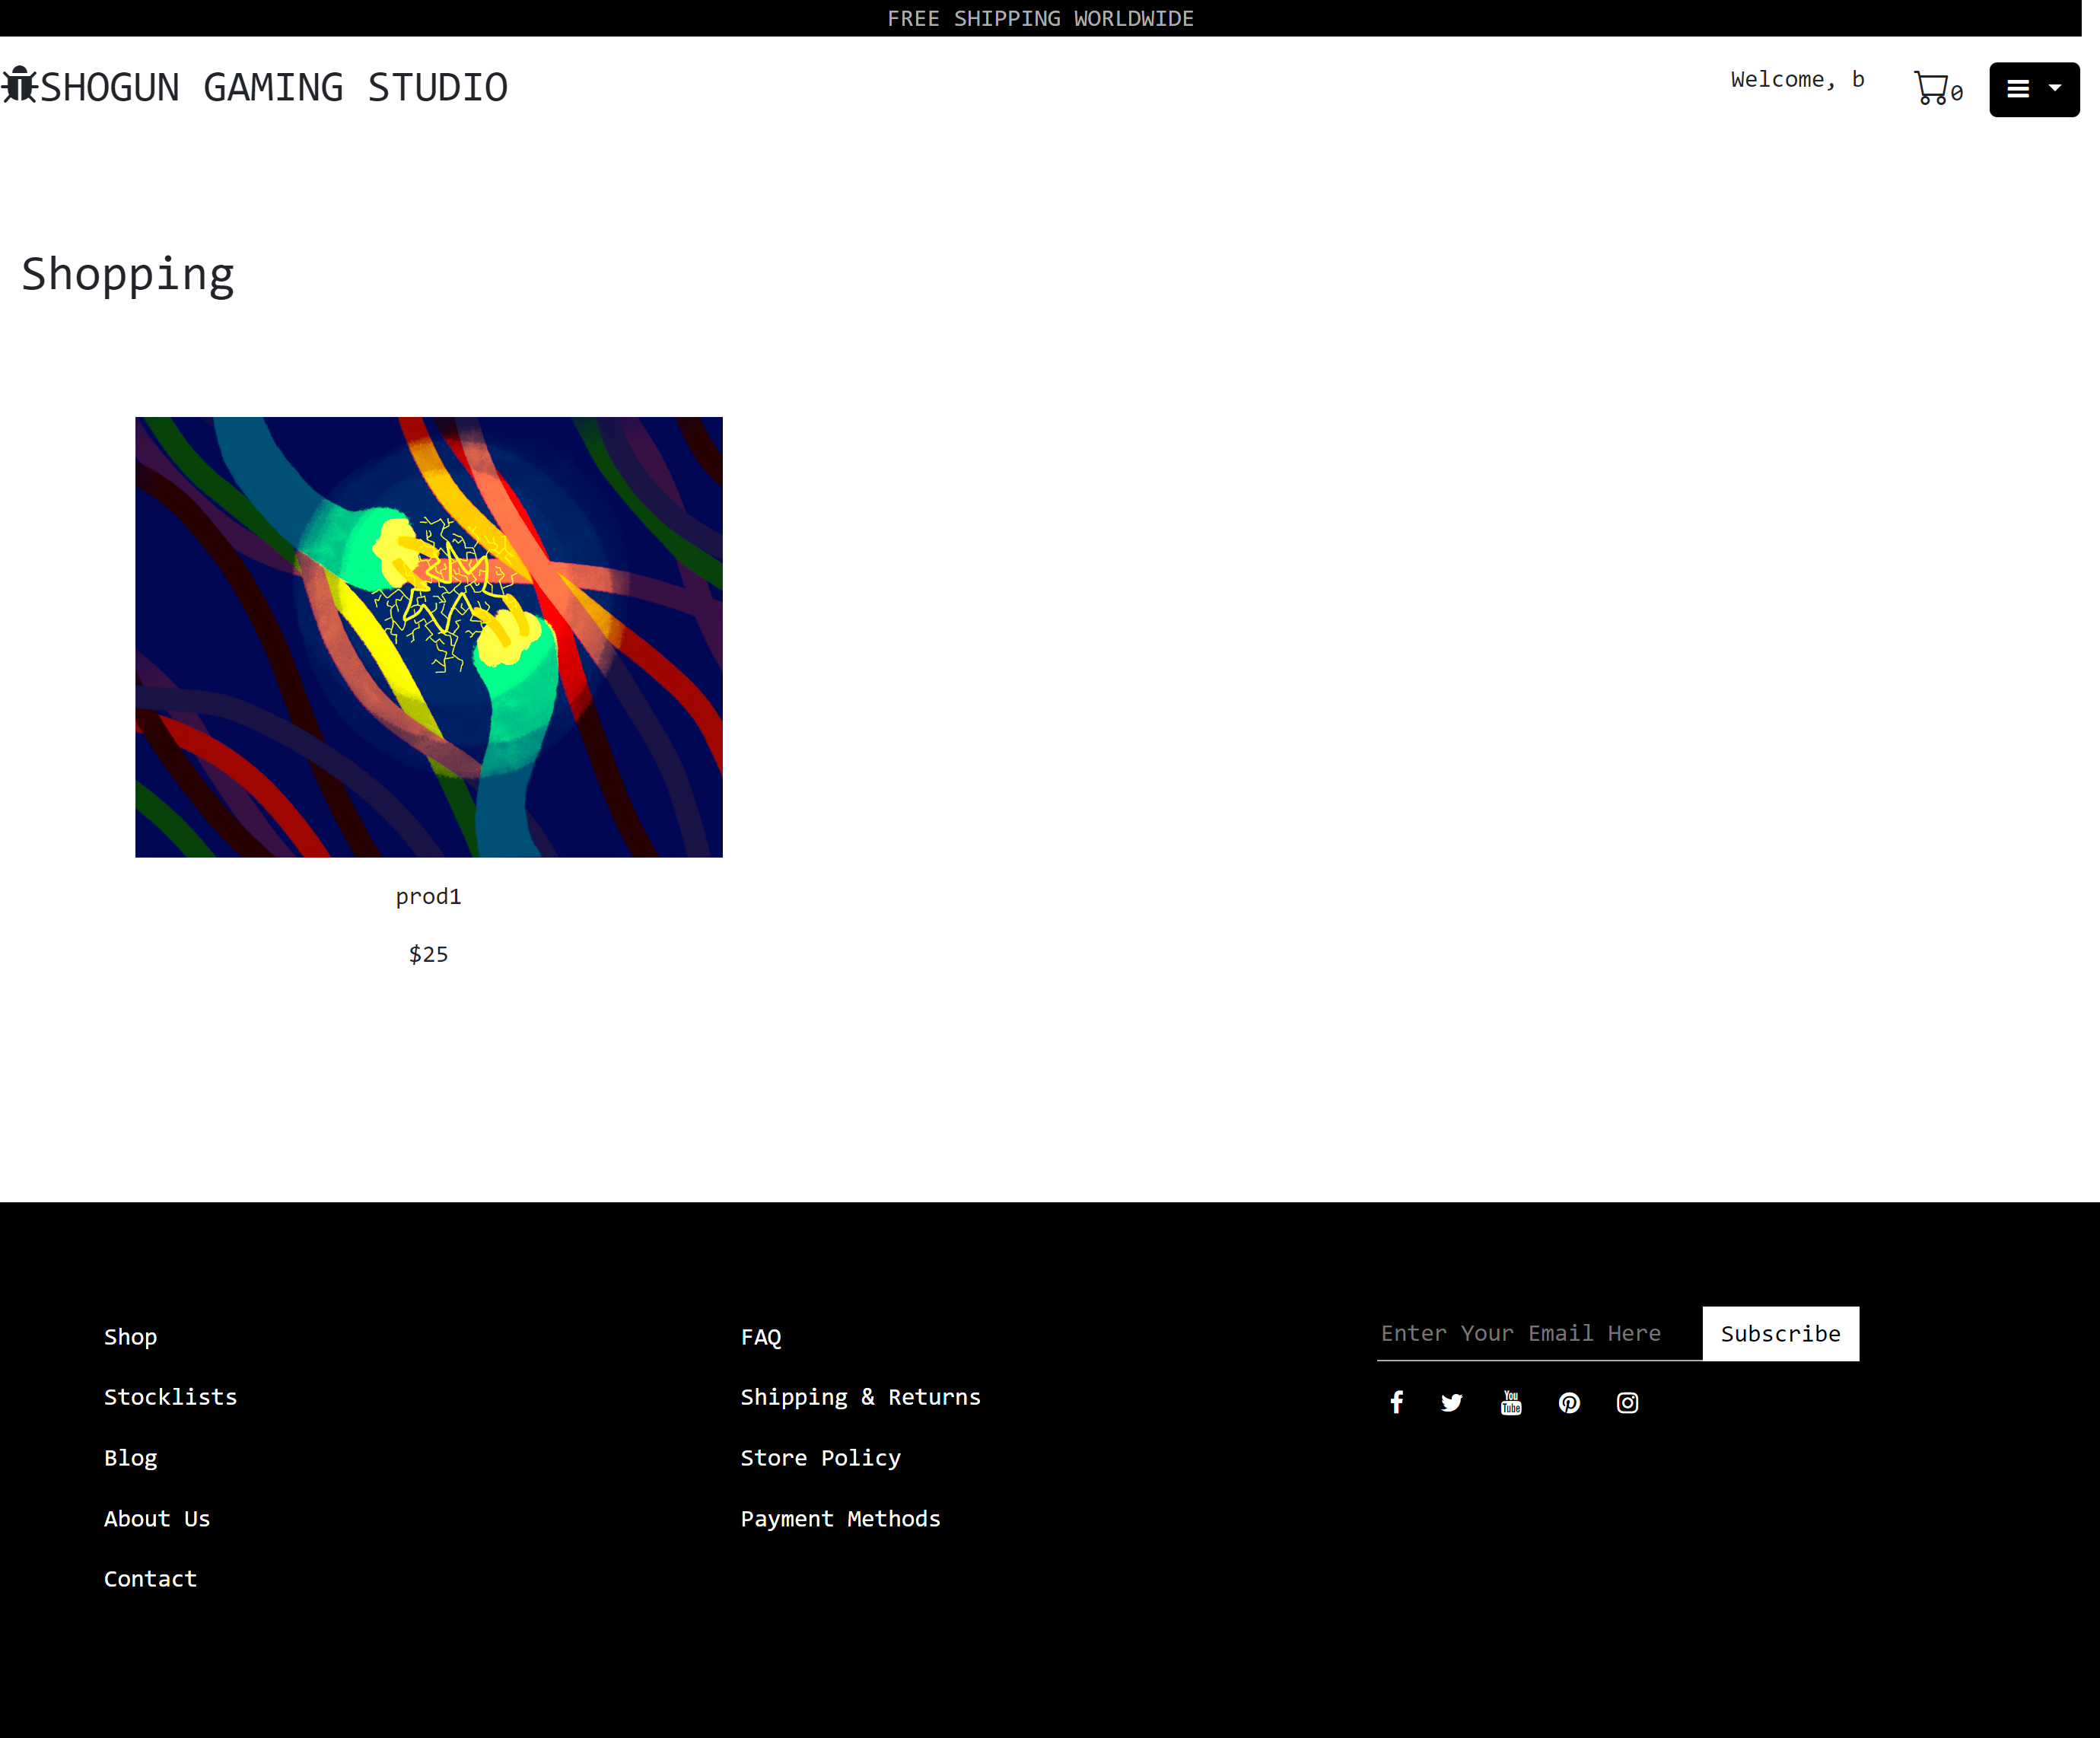 FREE SHIPPING WORLDWIDE
SHOGUN GAMING STUDIO
Welcome, b
0
Shopping
prod1
$25
Shop
Stocklists
Blog
About Us
Contact
FAQ
Shipping & Returns
Store Policy
Payment Methods
Enter Your Email Here
Subscribe
You
Tube